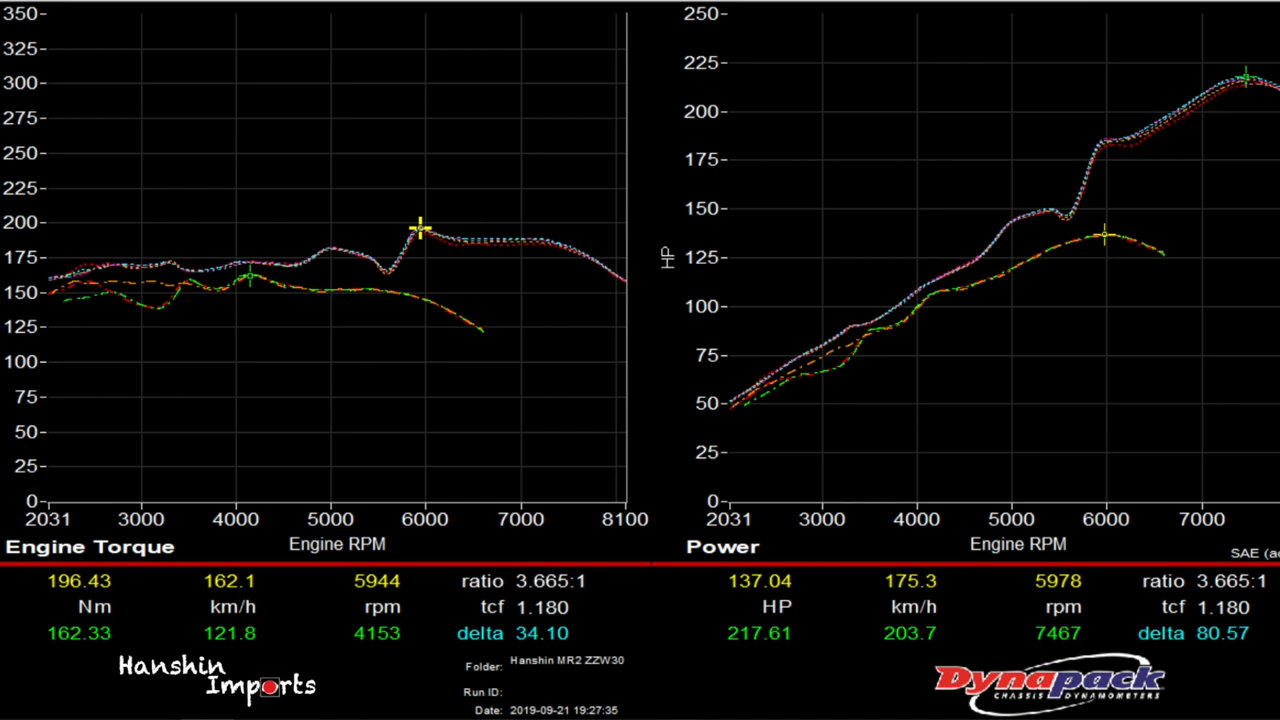 350
325
300
275
250
225
200
175
150
125
100
75
50
25
0
2031 3000 4000 5000 6000 7000 8100
Engine Torque Engine RPM
196.43 162.1 5944 ratio 3.665:1
Nm km/h rpm tcf 1.180
162.33 121.8 4153 delta 34.10
Hanshin
Imports
Folder: Hanshin MR2 ZZW30
Run ID:
Date: 2019-09-21 19:27:35
250
225
200
175
150
HP
125
100
75
50
25
0
2031 3000 4000 5000 6000 7000
Power Engine RPM
SAE (a
137.04 175.3 5978 ratio 3.665:1
HP km/h rpm tcf 1.180
217.61 203.7 7467 delta 80.57
Dynapack
CHASSIS DYNAMOMETERS